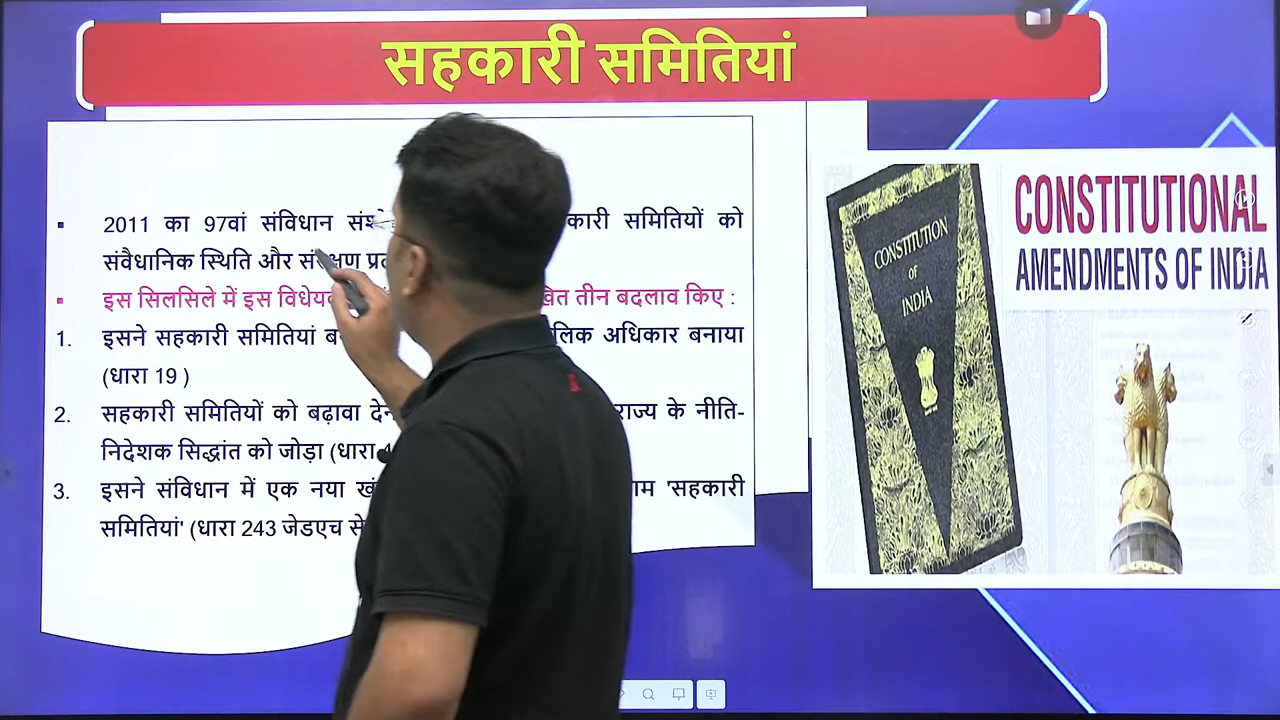 सहकारी समितियां
2011 का 97वां संविधान समितियों को
संवैधानिक स्थिति और
इस सिलसिले में इस तीन बदलाव किए :
1. इसने सहकारी समितियां अधिकार बनाया
(धारा 19 )
2. सहकारी समितियों को बढ़ावा राज्य के नीति-
निदेशक सिद्धांत को जोड़ा (धारा
3. इसने संविधान में एक नया 'सहकारी
समितियां' (धारा 243 जेडएच से
CONSTITUTION
OF
INDIA
CONSTITUTIONAL
AMENDMENTS OF INDIA